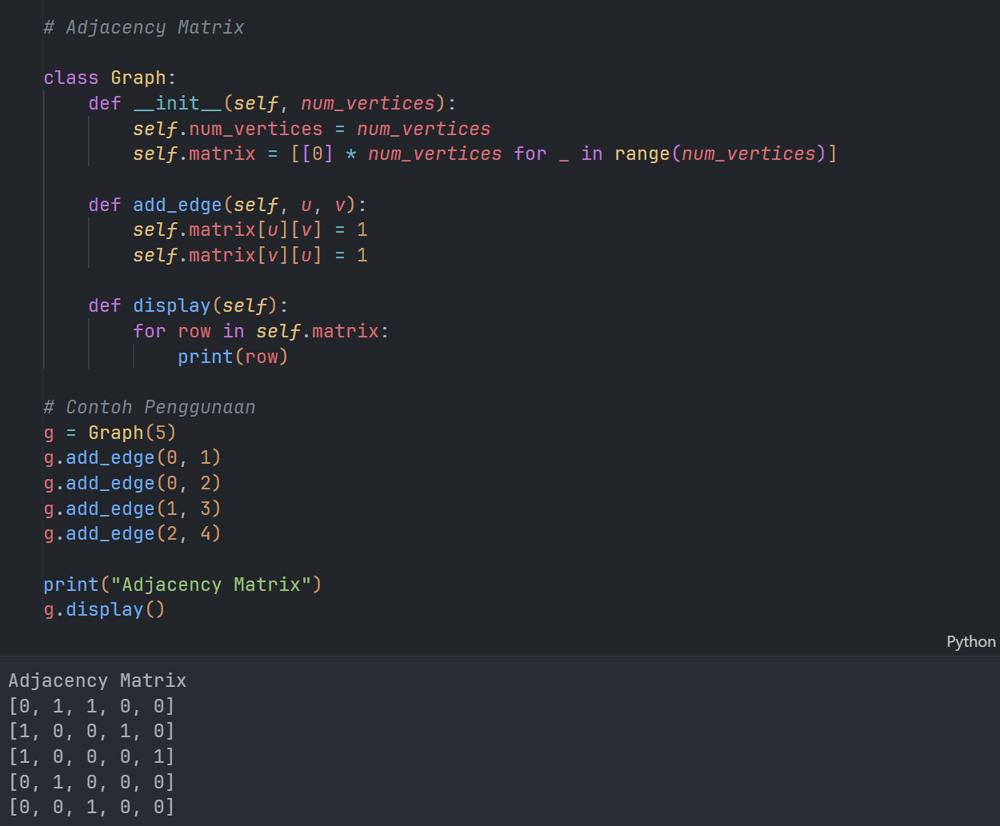 # Adjacency Matrix
class Graph:
    def __init__(self, num_vertices):
        self.num_vertices = num_vertices
        self.matrix = [[0] * num_vertices for _ in range(num_vertices)]
    def add_edge(self, u, v):
        self.matrix[u][v] = 1
        self.matrix[v][u] = 1
    def display(self):
        for row in self.matrix:
            print(row)
# Contoh Penggunaan
g = Graph(5)
g.add_edge(0, 1)
g.add_edge(0, 2)
g.add_edge(1, 3)
g.add_edge(2, 4)
print("Adjacency Matrix")
g.display()
Python
Adjacency Matrix
[0, 1, 1, 0, 0]
[1, 0, 0, 1, 0]
[1, 0, 0, 0, 1]
[0, 1, 0, 0, 0]
[0, 0, 1, 0, 0]